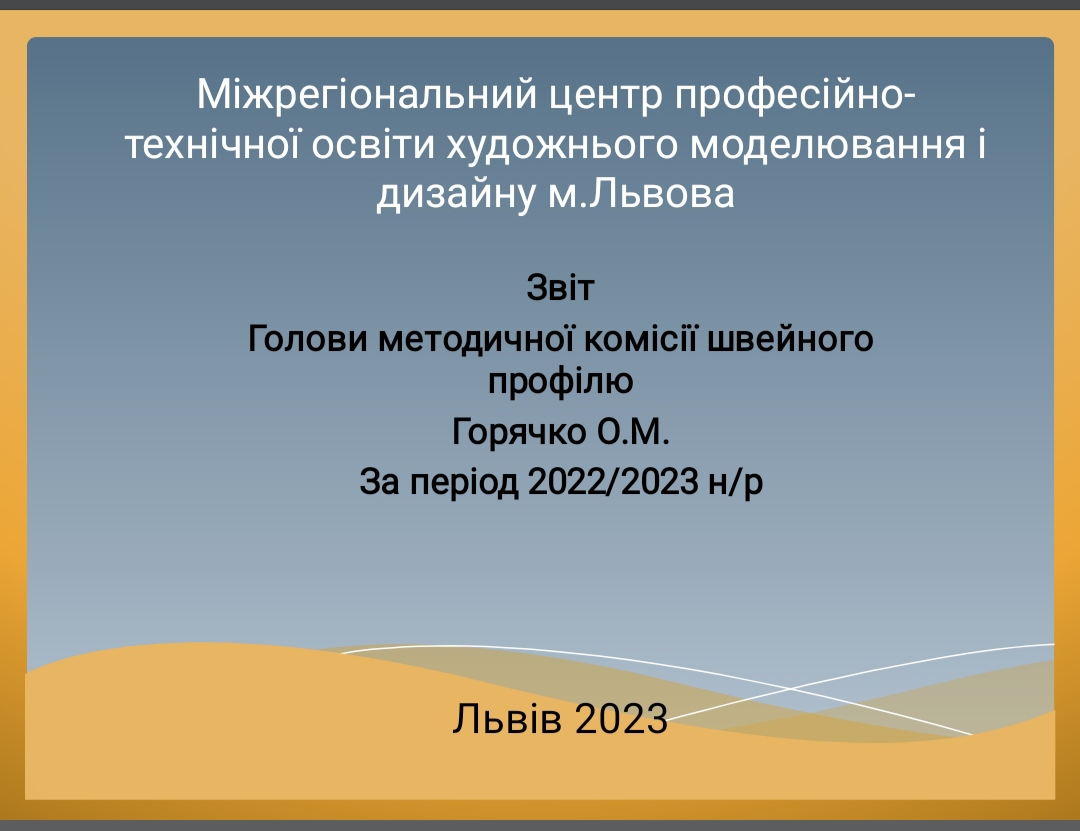 Міжрегіональний центр професійно-
технічної освіти художнього моделювання і
дизайну м.Львова
Звіт
Голови методичної комісії швейного
профілю
Горячко О.М.
За період 2022/2023 н/р
Львів 2023